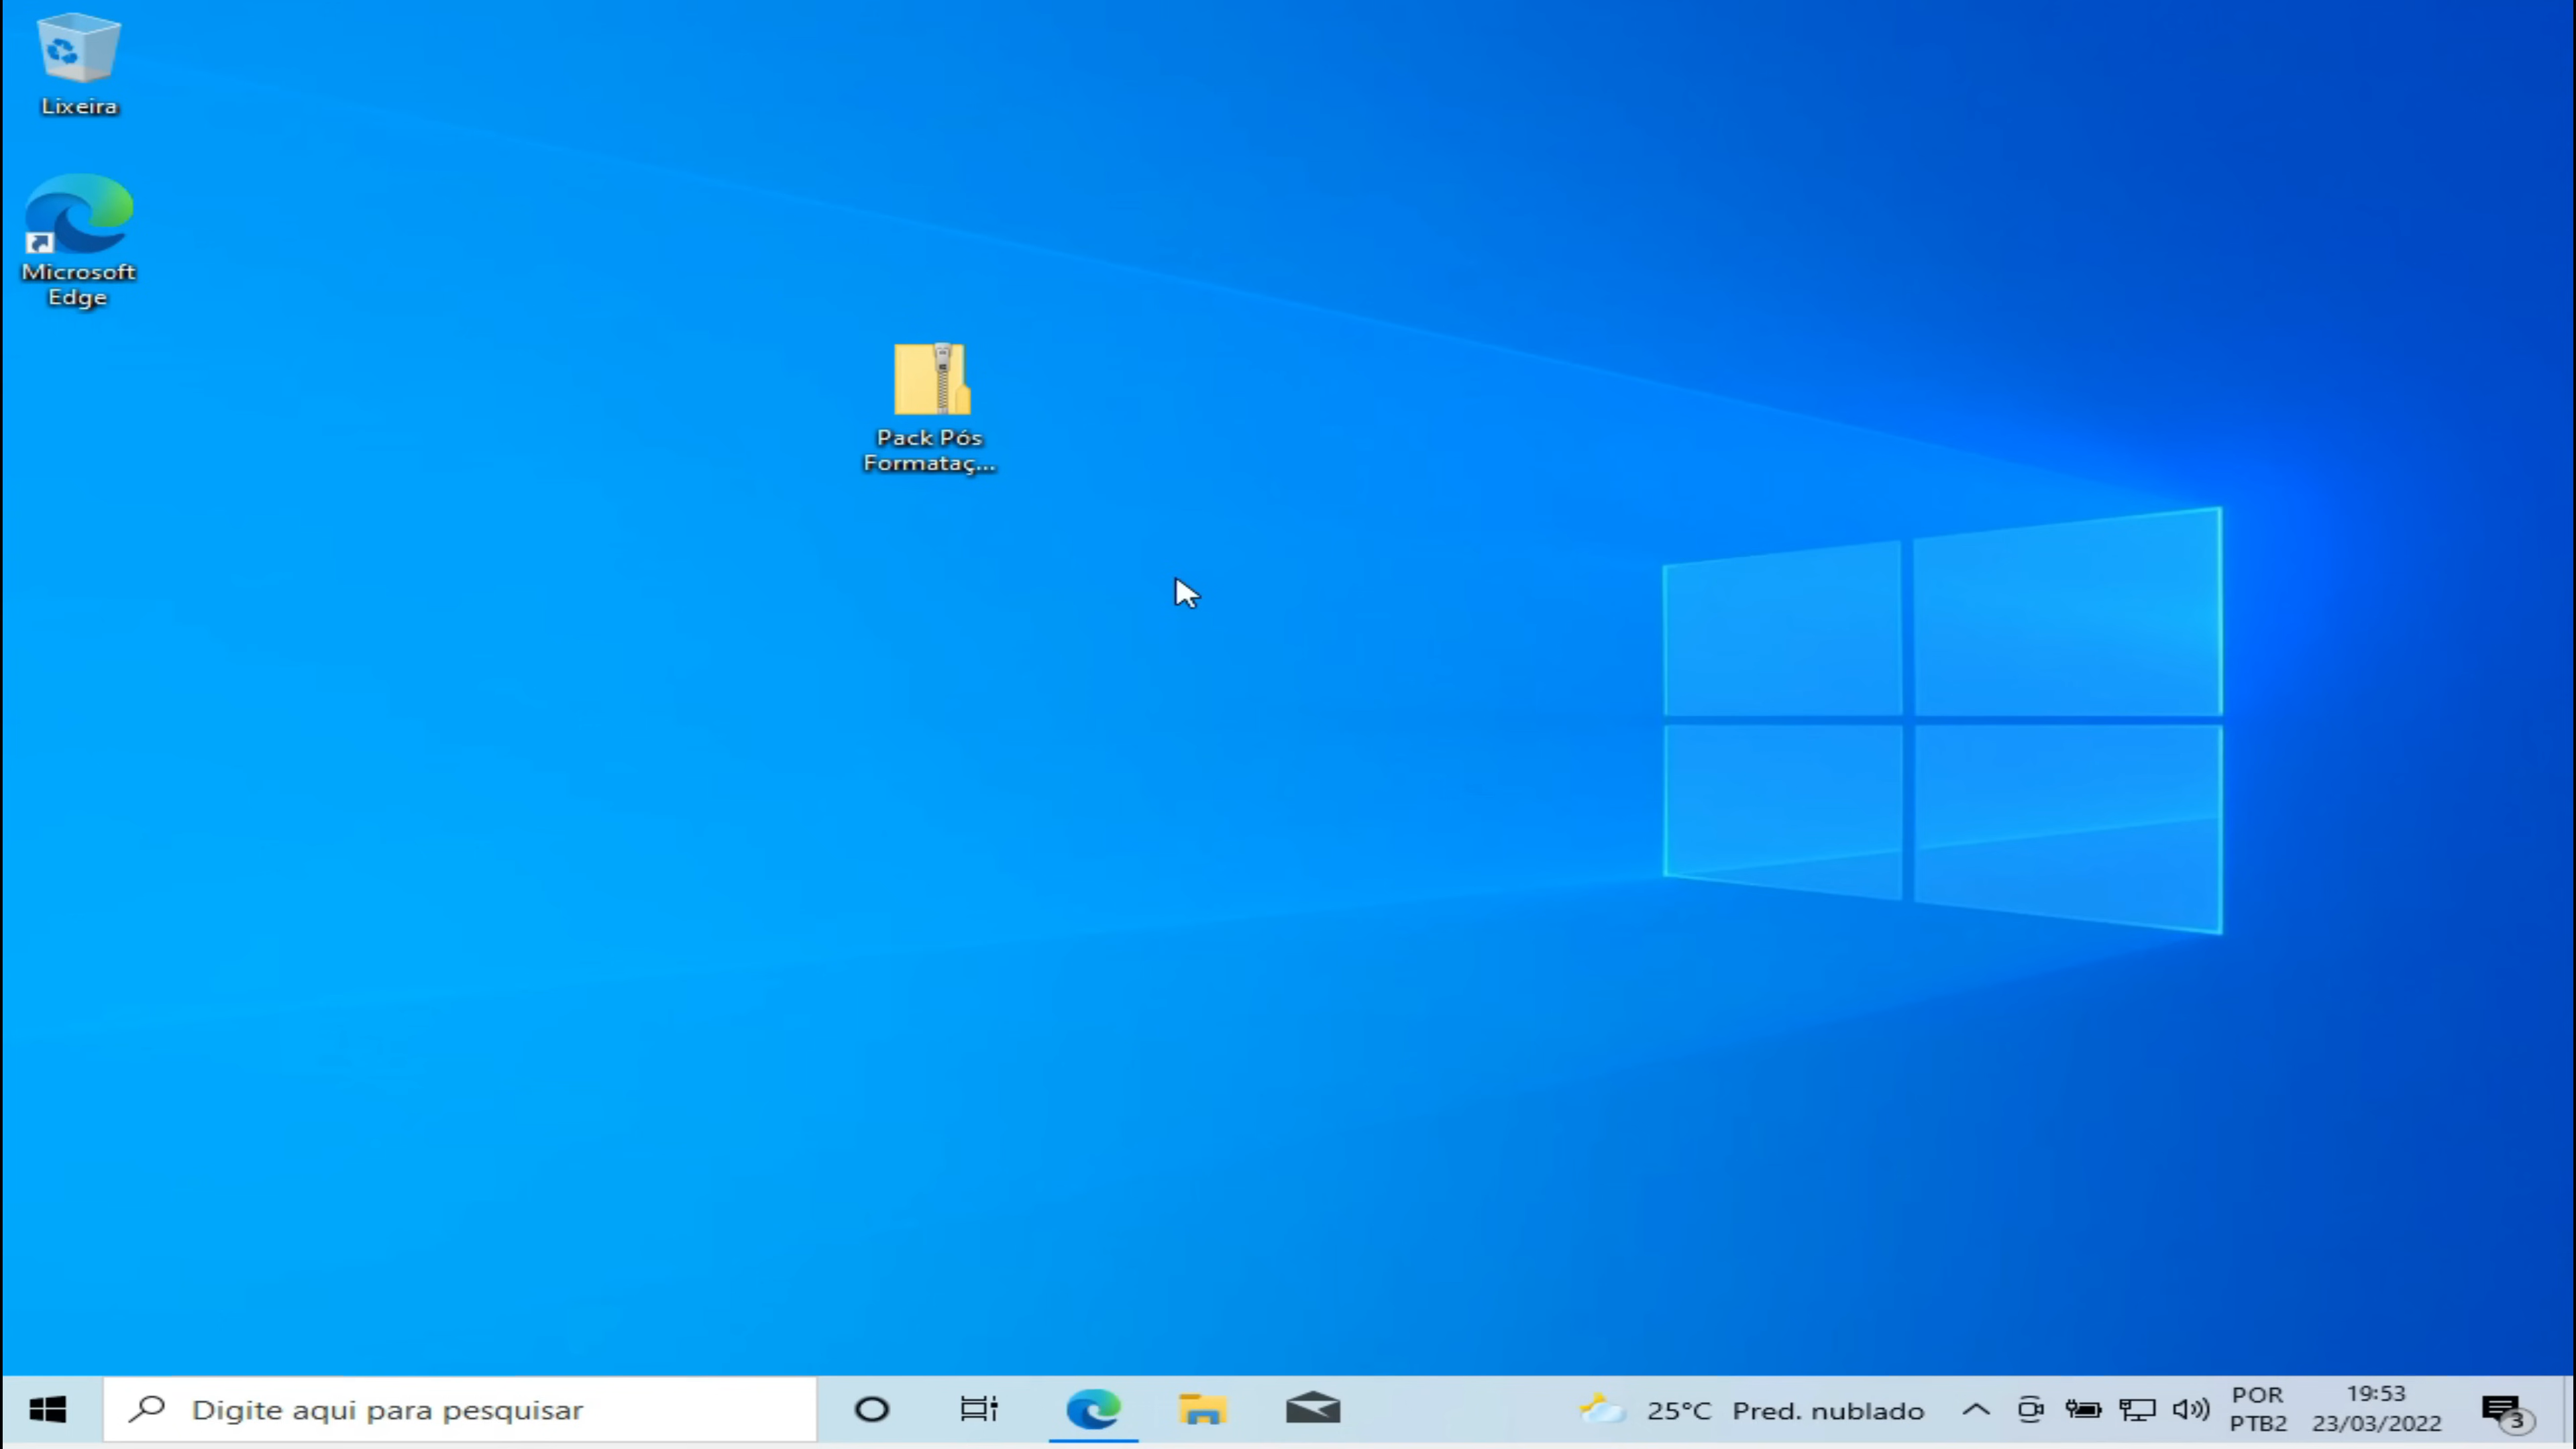 Lixeira
Microsoft
Edge
Pack Pós
Formataç...
Digite aqui para pesquisar
25°C Pred. nublado
POR
PTB2
19:53
23/03/2022
3